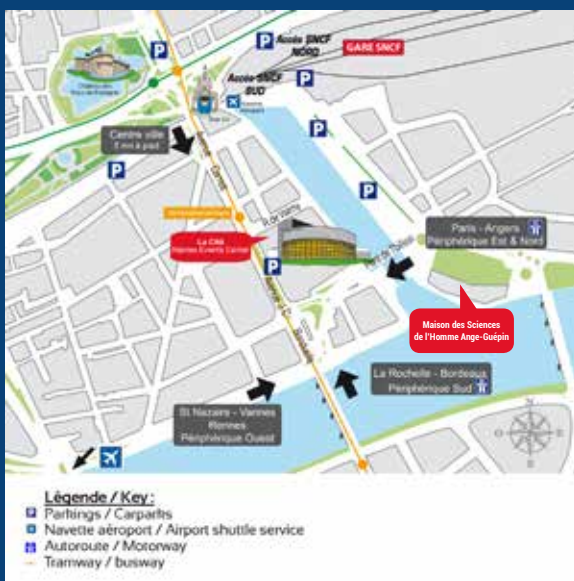 Accès SNCF
NORD
GARE SNCF
Accès SNCF
SUD
Navette
Aéroport
Centre ville
5 mn à pied
Paris - Angers
Périphérique Est & Nord
La Cité
Nantes Events Center
Maison des Sciences
de l'Homme Ange-Guépin
La Rochelle - Bordeaux
Périphérique Sud
St Nazaire - Vannes
Rennes
Périphérique Ouest
N
Légende / Key :
P Parkings / Carparks
Navette aéroport / Airport shuttle service
Autoroute / Motorway
Tramway / busway